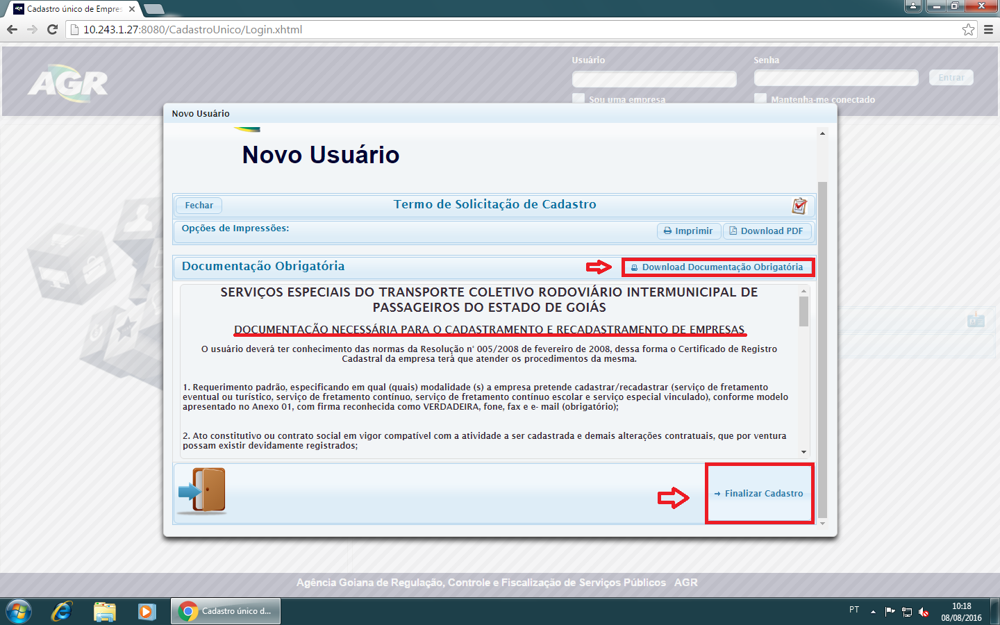 Cadastro único de Empres
10.243.1.27:8080/CadastroUnico/Login.xhtml
AGR
Usuário
Senha
Entrar
Sou uma empresa
Mantenha-me conectado
Novo Usuário
Novo Usuário
Fechar
Termo de Solicitação de Cadastro
Opções de Impressões:
Imprimir
Download PDF
Documentação Obrigatória
Download Documentação Obrigatória
SERVIÇOS ESPECIAIS DO TRANSPORTE COLETIVO RODOVIÁRIO INTERMUNICIPAL DE
PASSAGEIROS DO ESTADO DE GOIÁS
DOCUMENTAÇÃO NECESSÁRIA PARA O CADASTRAMENTO E RECADASTRAMENTO DE EMPRESAS
O usuário deverá ter conhecimento das normas da Resolução n° 005/2008 de fevereiro de 2008, dessa forma o Certificado de Registro
Cadastral da empresa terá que atender os procedimentos da mesma.
1. Requerimento padrão, especificando em qual (quais) modalidade (s) a empresa pretende cadastrar/recadastrar (serviço de fretamento
eventual ou turístico, serviço de fretamento contínuo, serviço de fretamento contínuo escolar e serviço especial vinculado), conforme modelo
apresentado no Anexo 01, com firma reconhecida como VERDADEIRA, fone, fax e e- mail (obrigatório);
2. Ato constitutivo ou contrato social em vigor compatível com a atividade a ser cadastrada e demais alterações contratuais, que por ventura
possam existir devidamente registrados;
Finalizar Cadastro
Agência Goiana de Regulação, Controle e Fiscalização de Serviços Públicos AGR
Cadastro único d...
PT
10:18
08/08/2016